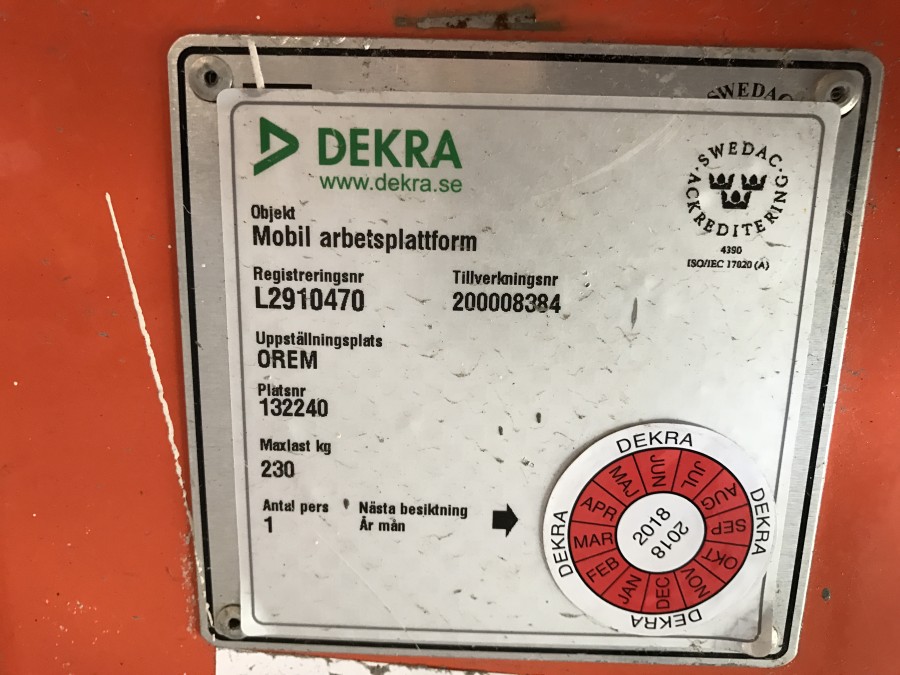 SWEDAC
DEKRA
www.dekra.se
SWEDAC
ACKREDITERING
4390
ISO/IEC 17020 (A)
Objekt
Mobil arbetsplattform
Registreringsnr Tillverkningsnr
L2910470 200008384
Uppställningsplats
OREM
Platsnr
132240
Maxlast kg
230
Antal pers Nästa besiktning
1 År mån
DEKRA
DEKRA
DEKRA
DEKRA
JAN
FEB
MAR
APR
MAJ
JUN
JUL
AUG
SEP
OKT
NOV
DEC
2018
2018